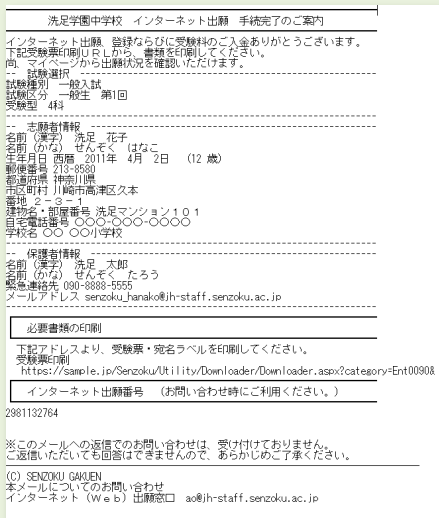 洗足学園中学校　インターネット出願　手続完了のご案内
インターネット出願、登録ならびに受験料のご入金ありがとうございます。
下記受験票印刷ＵＲＬから、書類を印刷してください。
尚、マイページから出願状況を確認いただけます。
-- 試験選択 --
試験種別　一般入試
試験区分　一般生　第1回
受験型　4科
-- 志願者情報 --
名前（漢字）　洗足　花子
名前（かな）　せんぞく　はなこ
生年月日 西暦　2011年　4月　2日　（12 歳）
郵便番号 213-8580
都道府県 神奈川県
市区町村 川崎市高津区久本
番地 ２－３－１
建物名・部屋番号 洗足マンション１０１
自宅電話番号 〇〇〇-〇〇〇-〇〇〇〇
学校名 〇〇 〇〇小学校
-- 保護者情報 --
名前（漢字）　洗足　太郎
名前（かな）　せんぞく　たろう
緊急連絡先 090-8888-5555
メールアドレス senzoku_hanako@jh-staff.senzoku.ac.jp
必要書類の印刷
下記アドレスより、受験票・宛名ラベルを印刷してください。
受験票印刷
https://sample.jp/Senzoku/Utility/Downloader/Downloader.aspx?category=Ent0090&
インターネット出願番号　（お問い合わせ時にご利用ください。）
2981132764
※このメールへの返信でのお問い合わせは、受け付けておりません。
ご返信いただいても回答はできませんので、あらかじめご了承ください。
(C) SENZOKU GAKUEN
本メールについてのお問い合わせ
インターネット（Ｗｅｂ）出願窓口　ao@jh-staff.senzoku.ac.jp